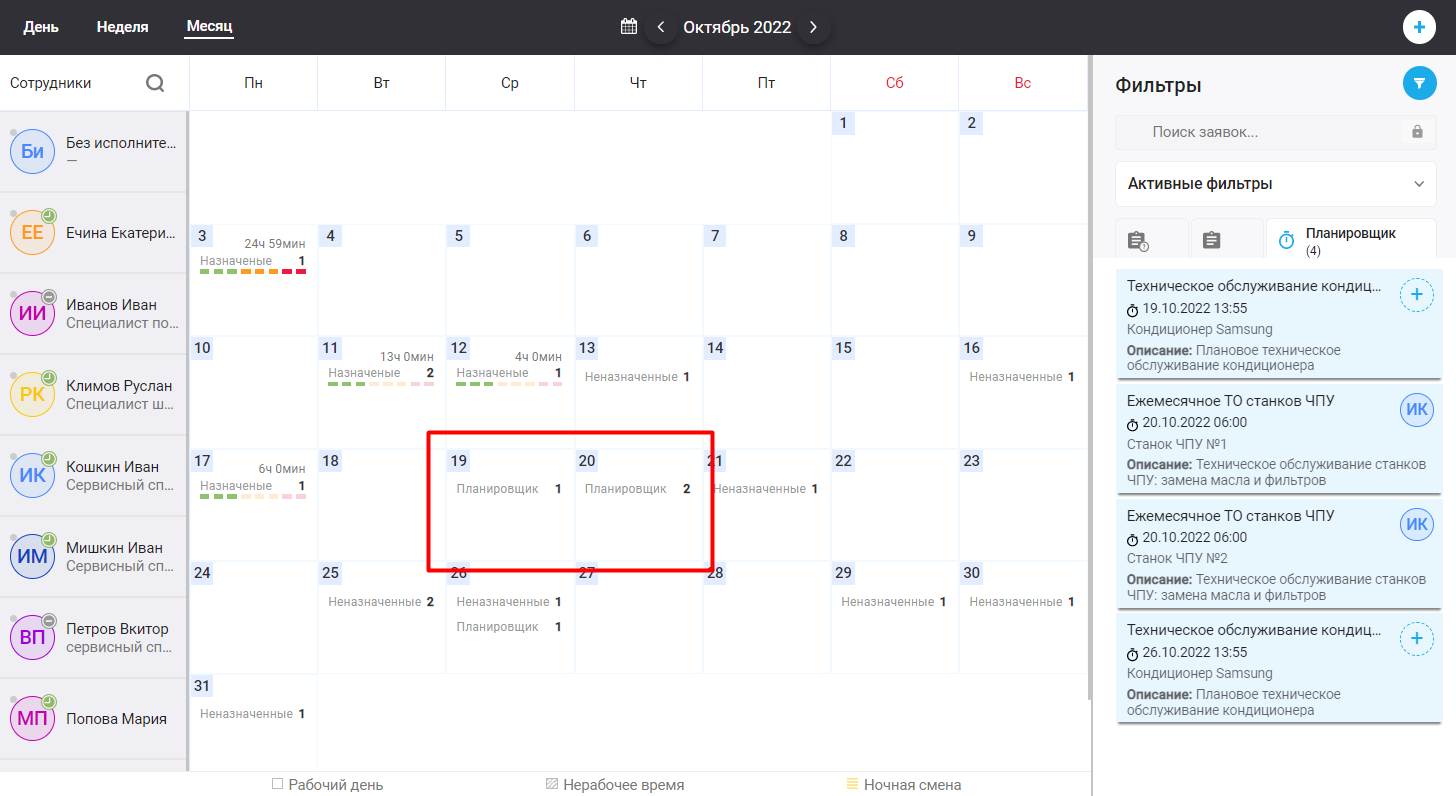 День Неделя Месяц Октябрь 2022
Сотрудники Пн Вт Ср Чт Пт Сб Вс
Би Без исполните...
—
ЕЕ Ечина Екатери...
ИИ Иванов Иван
Специалист по...
РК Климов Руслан
Специалист ш...
ИК Кошкин Иван
Сервисный сп...
ИМ Мишкин Иван
Сервисный сп...
ВП Петров Вкитор
сервисный сп...
МП Попова Мария
1 2
3 4 5 6 7 8 9
24ч 59мин
Назначеные 1
10 11 12 13 14 15 16
13ч 0мин 4ч 0мин
Назначеные 2 Назначеные 1 Неназначенные 1 Неназначенные 1
17 18 19 20 21 22 23
6ч 0мин
Назначеные 1 Планировщик 1 Планировщик 2 Неназначенные 1
24 25 26 27 28 29 30
Неназначенные 2 Неназначенные 1 Неназначенные 1 Неназначенные 1
Планировщик 1
31
Неназначенные 1
Рабочий день Нерабочее время Ночная смена
Фильтры
Поиск заявок...
Активные фильтры
Планировщик
(4)
Техническое обслуживание кондиц...
19.10.2022 13:55
Кондиционер Samsung
Описание: Плановое техническое
обслуживание кондиционера
Ежемесячное ТО станков ЧПУ ИК
20.10.2022 06:00
Станок ЧПУ №1
Описание: Техническое обслуживание станков
ЧПУ: замена масла и фильтров
Ежемесячное ТО станков ЧПУ ИК
20.10.2022 06:00
Станок ЧПУ №2
Описание: Техническое обслуживание станков
ЧПУ: замена масла и фильтров
Техническое обслуживание кондиц...
26.10.2022 13:55
Кондиционер Samsung
Описание: Плановое техническое
обслуживание кондиционера